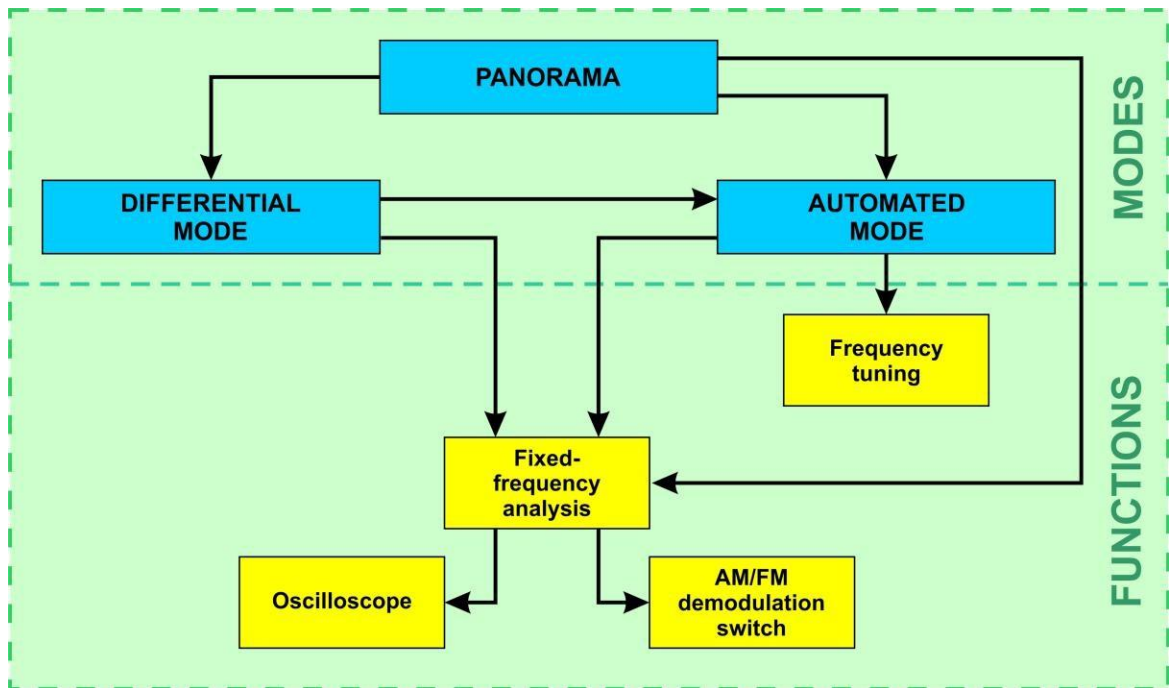 PANORAMA
MODES
DIFFERENTIAL
MODE
AUTOMATED
MODE
Frequency
tuning
FUNCTIONS
Fixed-
frequency
analysis
Oscilloscope
AM/FM
demodulation
switch